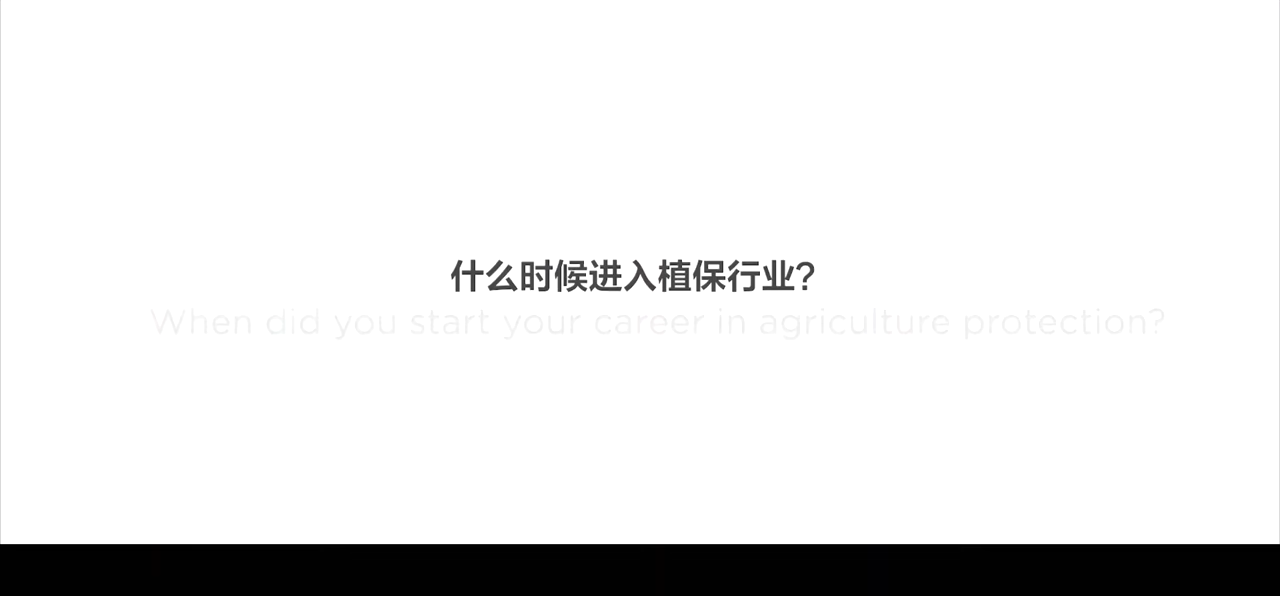 什么时候进入植保行业?
When did you start your career in agriculture protection?